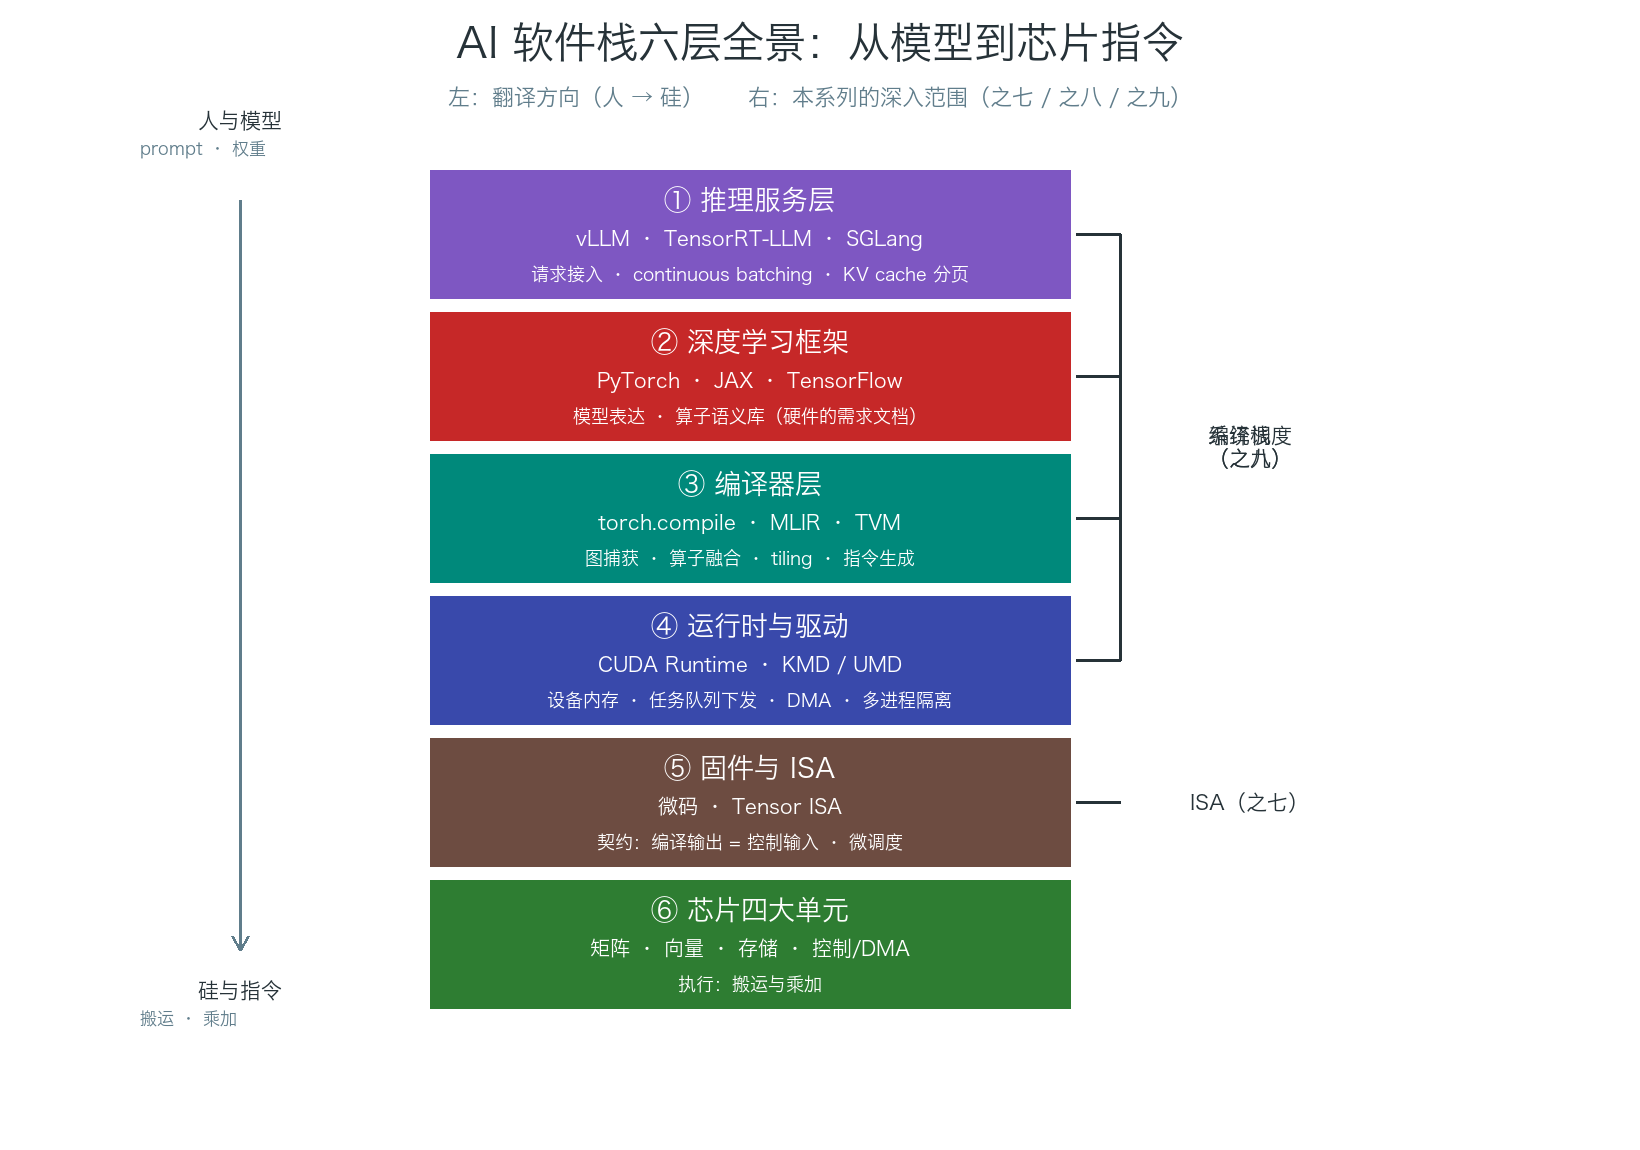 AI 软件栈六层全景：从模型到芯片指令
左：翻译方向（人 → 硅） 右：本系列的深入范围（之七 / 之八 / 之九）
人与模型
prompt · 权重
① 推理服务层
vLLM · TensorRT-LLM · SGLang
请求接入 · continuous batching · KV cache 分页
② 深度学习框架
PyTorch · JAX · TensorFlow
模型表达 · 算子语义库（硬件的需求文档）
③ 编译器层
torch.compile · MLIR · TVM
图捕获 · 算子融合 · tiling · 指令生成
④ 运行时与驱动
CUDA Runtime · KMD / UMD
设备内存 · 任务队列下发 · DMA · 多进程隔离
⑤ 固件与 ISA
微码 · Tensor ISA
契约：编译输出 = 控制输入 · 微调度
ISA（之七）
⑥ 芯片四大单元
矩阵 · 向量 · 存储 · 控制/DMA
执行：搬运与乘加
硅与指令
搬运 · 乘加